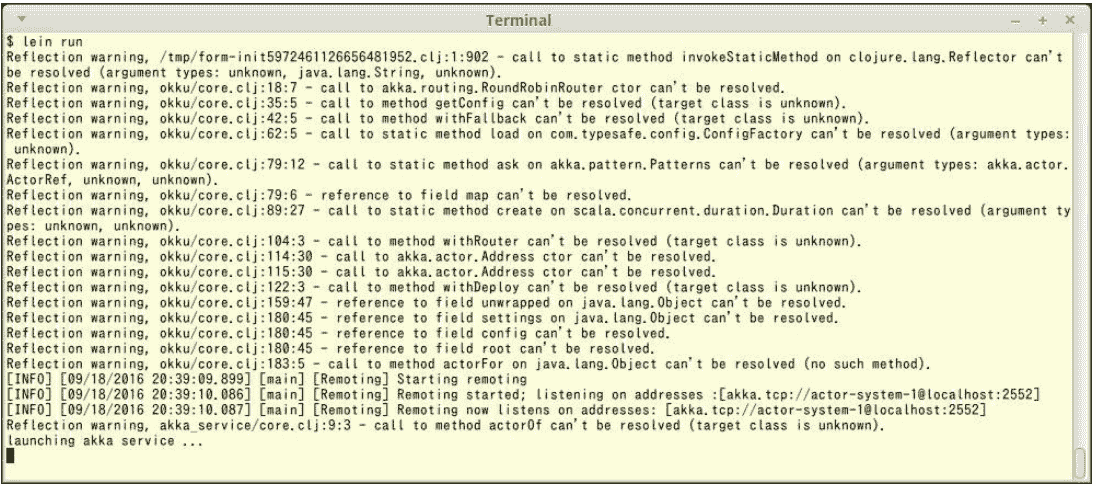 Terminal
$ lein run
Reflection warning, /tmp/form-init5972461126656481952.clj:1:902 - call to static method invokeStaticMethod on clojure.lang.Reflector can't
be resolved (argument types: unknown, java.lang.String, unknown).
Reflection warning, okku/core.clj:18:7 - call to akka.routing.RoundRobinRouter ctor can't be resolved.
Reflection warning, okku/core.clj:35:5 - call to method getConfig can't be resolved (target class is unknown).
Reflection warning, okku/core.clj:42:5 - call to method withFallback can't be resolved (target class is unknown).
Reflection warning, okku/core.clj:62:5 - call to static method load on com.typesafe.config.ConfigFactory can't be resolved (argument types:
unknown).
Reflection warning, okku/core.clj:79:12 - call to static method ask on akka.pattern.Patterns can't be resolved (argument types: akka.actor.
ActorRef, unknown, unknown).
Reflection warning, okku/core.clj:79:6 - reference to field map can't be resolved.
Reflection warning, okku/core.clj:89:27 - call to static method create on scala.concurrent.duration.Duration can't be resolved (argument ty
pes: unknown, unknown).
Reflection warning, okku/core.clj:104:3 - call to method withRouter can't be resolved (target class is unknown).
Reflection warning, okku/core.clj:114:30 - call to akka.actor.Address ctor can't be resolved.
Reflection warning, okku/core.clj:115:30 - call to akka.actor.Address ctor can't be resolved.
Reflection warning, okku/core.clj:122:3 - call to method withDeploy can't be resolved (target class is unknown).
Reflection warning, okku/core.clj:159:47 - reference to field unwrapped on java.lang.Object can't be resolved.
Reflection warning, okku/core.clj:180:45 - reference to field settings on java.lang.Object can't be resolved.
Reflection warning, okku/core.clj:180:45 - reference to field config can't be resolved.
Reflection warning, okku/core.clj:180:45 - reference to field root can't be resolved.
Reflection warning, okku/core.clj:183:5 - call to method actorFor on java.lang.Object can't be resolved (no such method).
[INFO] [09/18/2016 20:39:09.899] [main] [Remoting] Starting remoting
[INFO] [09/18/2016 20:39:10.086] [main] [Remoting] Remoting started; listening on addresses :[akka.tcp://actor-system-1@localhost:2552]
[INFO] [09/18/2016 20:39:10.087] [main] [Remoting] Remoting now listens on addresses: [akka.tcp://actor-system-1@localhost:2552]
Reflection warning, akka_service/core.clj:9:3 - call to method actorOf can't be resolved (target class is unknown).
launching akka service ...